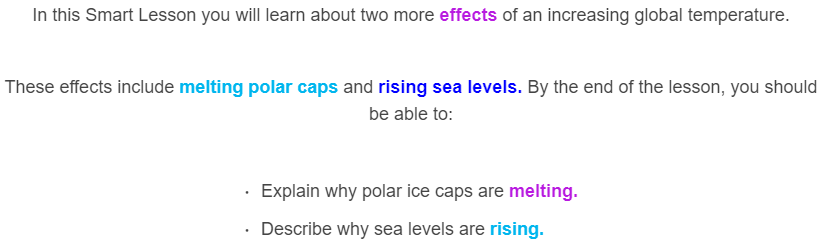 In this Smart Lesson you will learn about two more effects of an increasing global temperature.
These effects include melting polar caps and rising sea levels. By the end of the lesson, you should
be able to:
· Explain why polar ice caps are melting.
· Describe why sea levels are rising.